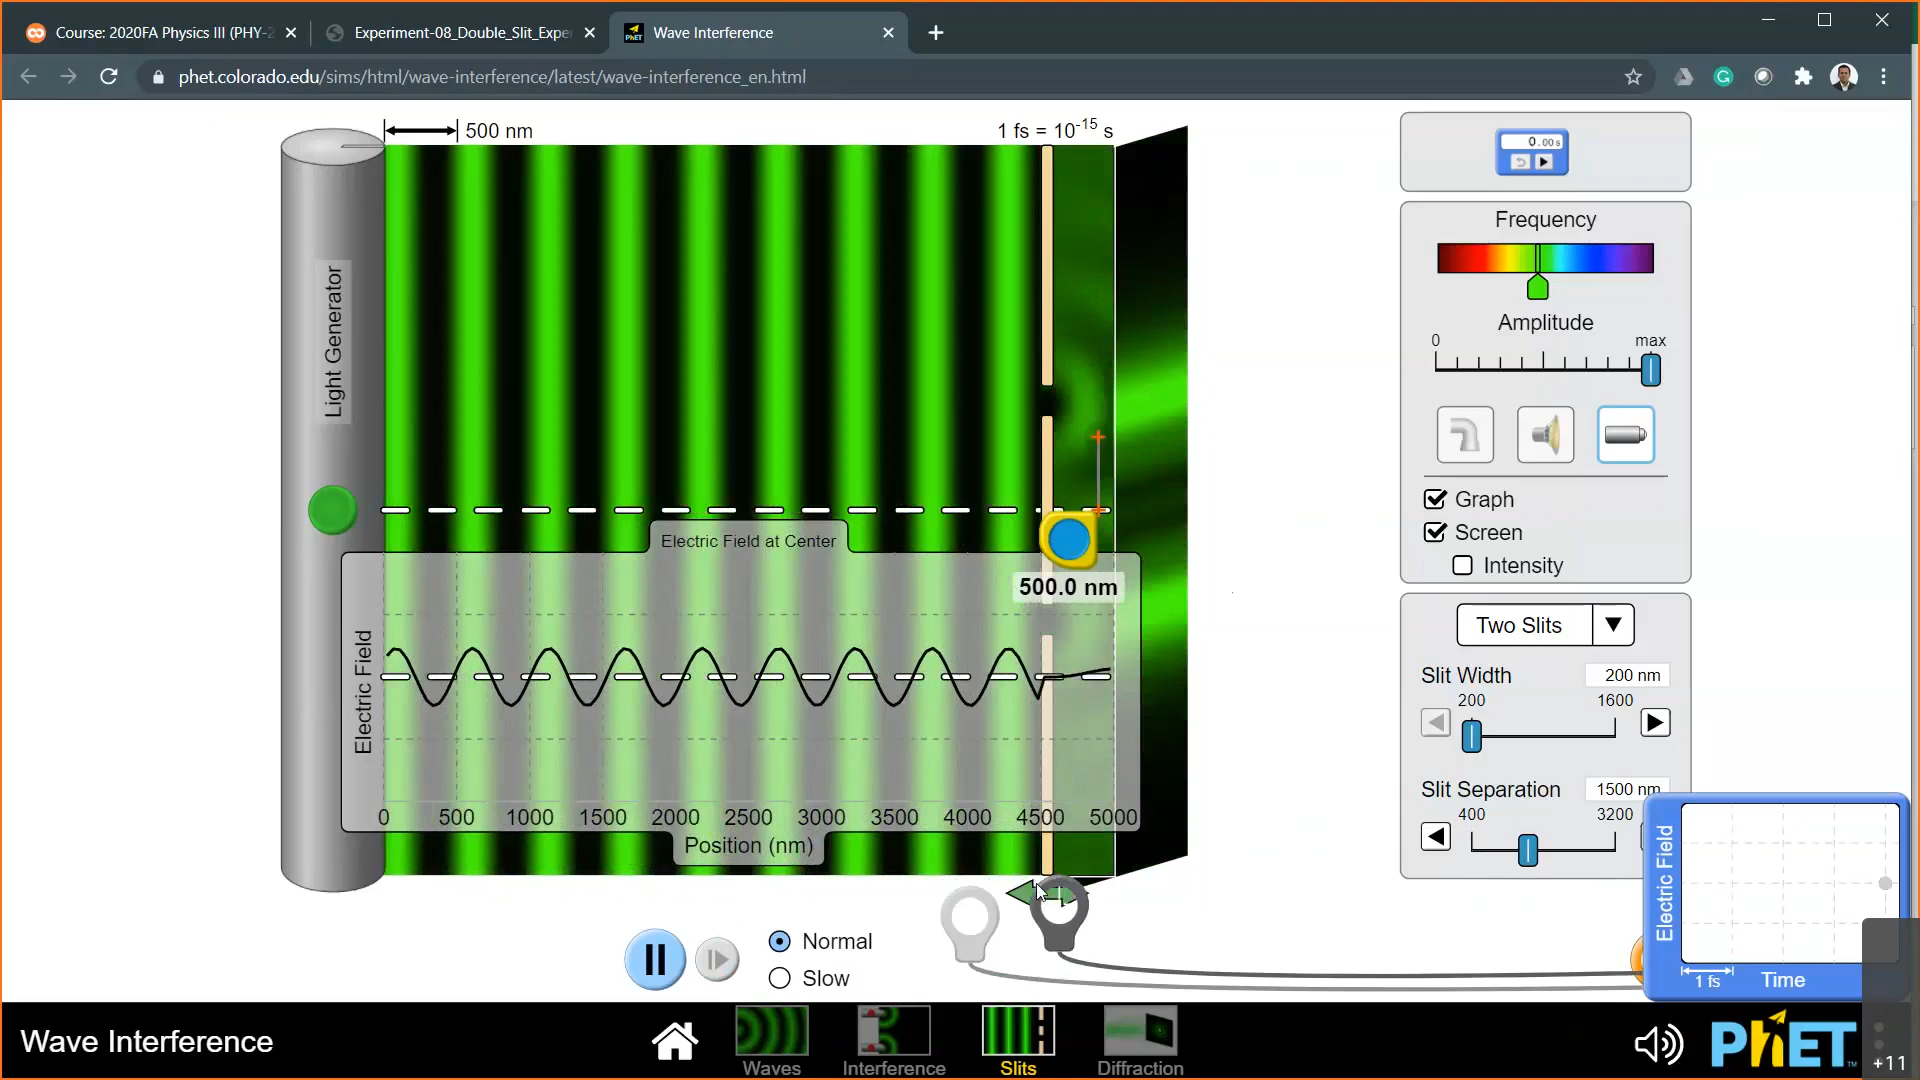 Course: 2020FA Physics III (PHY-2
Experiment-08_Double_Slit_Expe
Wave Interference
phet.colorado.edu/sims/html/wave-interference/latest/wave-interference_en.html
500 nm
1 fs = 10⁻¹⁵ s
0.00s
Light Generator
Frequency
Amplitude
0 max
Graph
Screen
Intensity
Electric Field at Center
500.0 nm
Electric Field
0 500 1000 1500 2000 2500 3000 3500 4000 4500 5000
Position (nm)
Two Slits
Slit Width 200 nm
200 1600
Slit Separation 1500 nm
400 3200
Electric Field
1 fs Time
Normal
Slow
Wave Interference
Waves
Interference
Slits
Diffraction
PhET
+11